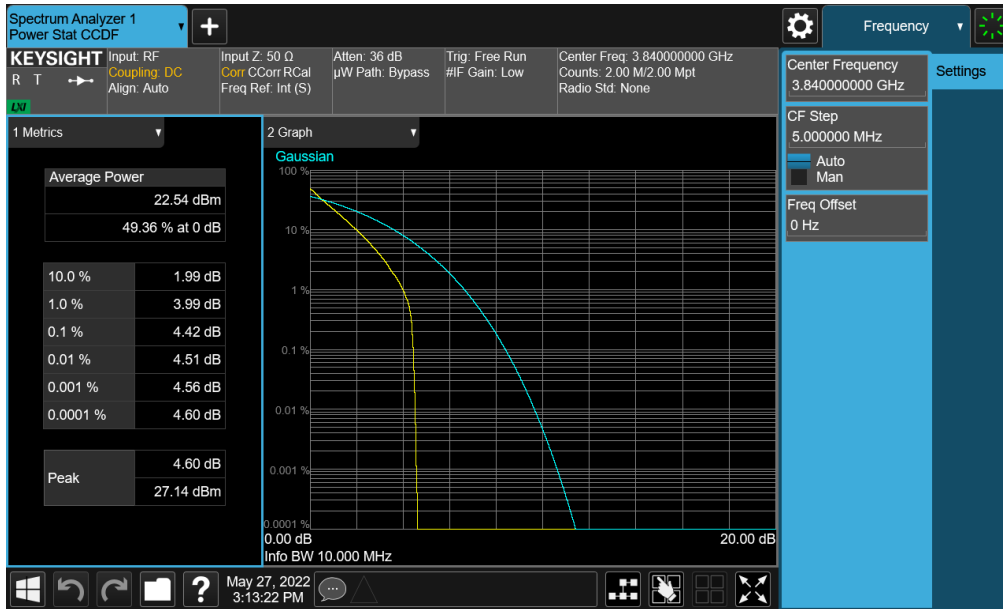 Spectrum Analyzer 1
Power Stat CCDF
+
Frequency
KEYSIGHT
R T
LXI
Input: RF
Coupling: DC
Align: Auto
Input Z: 50 Ω
Corr CCorr RCal
Freq Ref: Int (S)
Atten: 36 dB
µW Path: Bypass
Trig: Free Run
#IF Gain: Low
Center Freq: 3.840000000 GHz
Counts: 2.00 M/2.00 Mpt
Radio Std: None
Center Frequency
3.840000000 GHz
Settings
CF Step
5.000000 MHz
Auto
Man
Freq Offset
0 Hz
1 Metrics
Average Power
22.54 dBm
49.36 % at 0 dB
10.0 % 1.99 dB
1.0 % 3.99 dB
0.1 % 4.42 dB
0.01 % 4.51 dB
0.001 % 4.56 dB
0.0001 % 4.60 dB
Peak
4.60 dB
27.14 dBm
2 Graph
Gaussian
100 %
10 %
1 %
0.1 %
0.01 %
0.001 %
0.0001 %
0.00 dB 20.00 dB
Info BW 10.000 MHz
?
May 27, 2022
3:13:22 PM